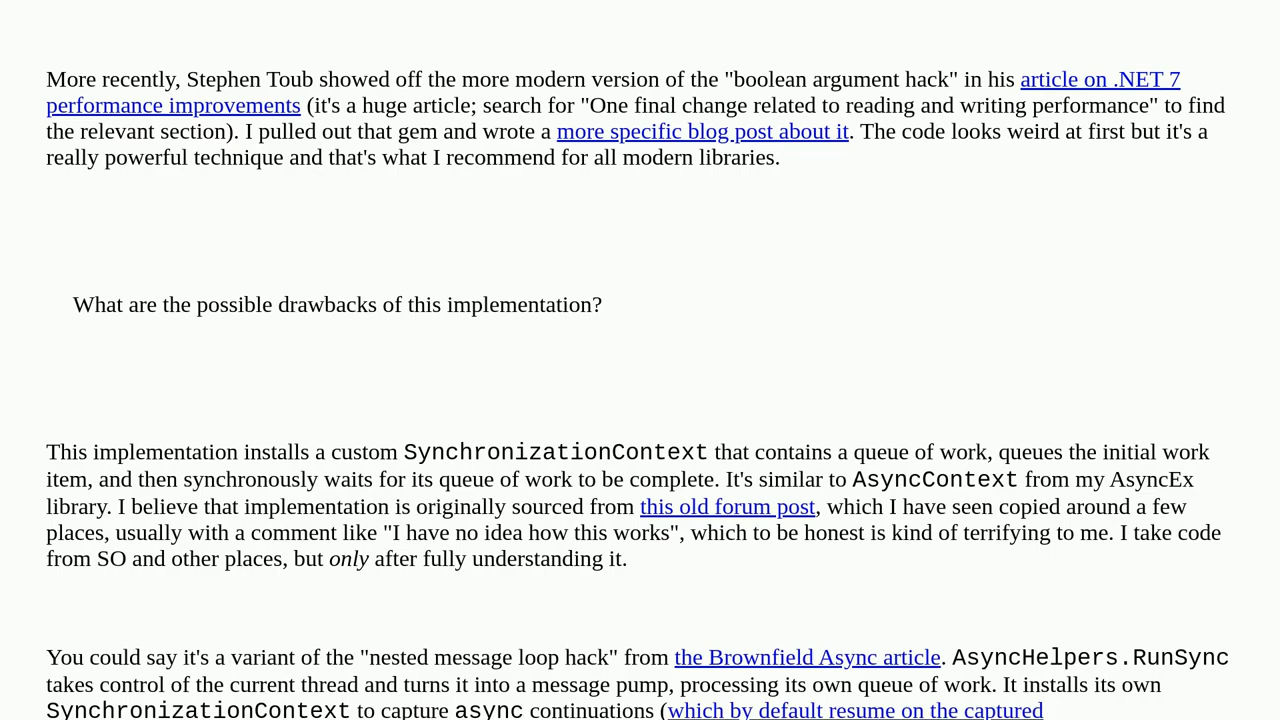 More recently, Stephen Toub showed off the more modern version of the "boolean argument hack" in his article on .NET 7
performance improvements (it's a huge article; search for "One final change related to reading and writing performance" to find
the relevant section). I pulled out that gem and wrote a more specific blog post about it. The code looks weird at first but it's a
really powerful technique and that's what I recommend for all modern libraries.
What are the possible drawbacks of this implementation?
This implementation installs a custom SynchronizationContext that contains a queue of work, queues the initial work
item, and then synchronously waits for its queue of work to be complete. It's similar to AsyncContext from my AsyncEx
library. I believe that implementation is originally sourced from this old forum post, which I have seen copied around a few
places, usually with a comment like "I have no idea how this works", which to be honest is kind of terrifying to me. I take code
from SO and other places, but only after fully understanding it.
You could say it's a variant of the "nested message loop hack" from the Brownfield Async article. AsyncHelpers.RunSync
takes control of the current thread and turns it into a message pump, processing its own queue of work. It installs its own
SynchronizationContext to capture async continuations (which by default resume on the captured